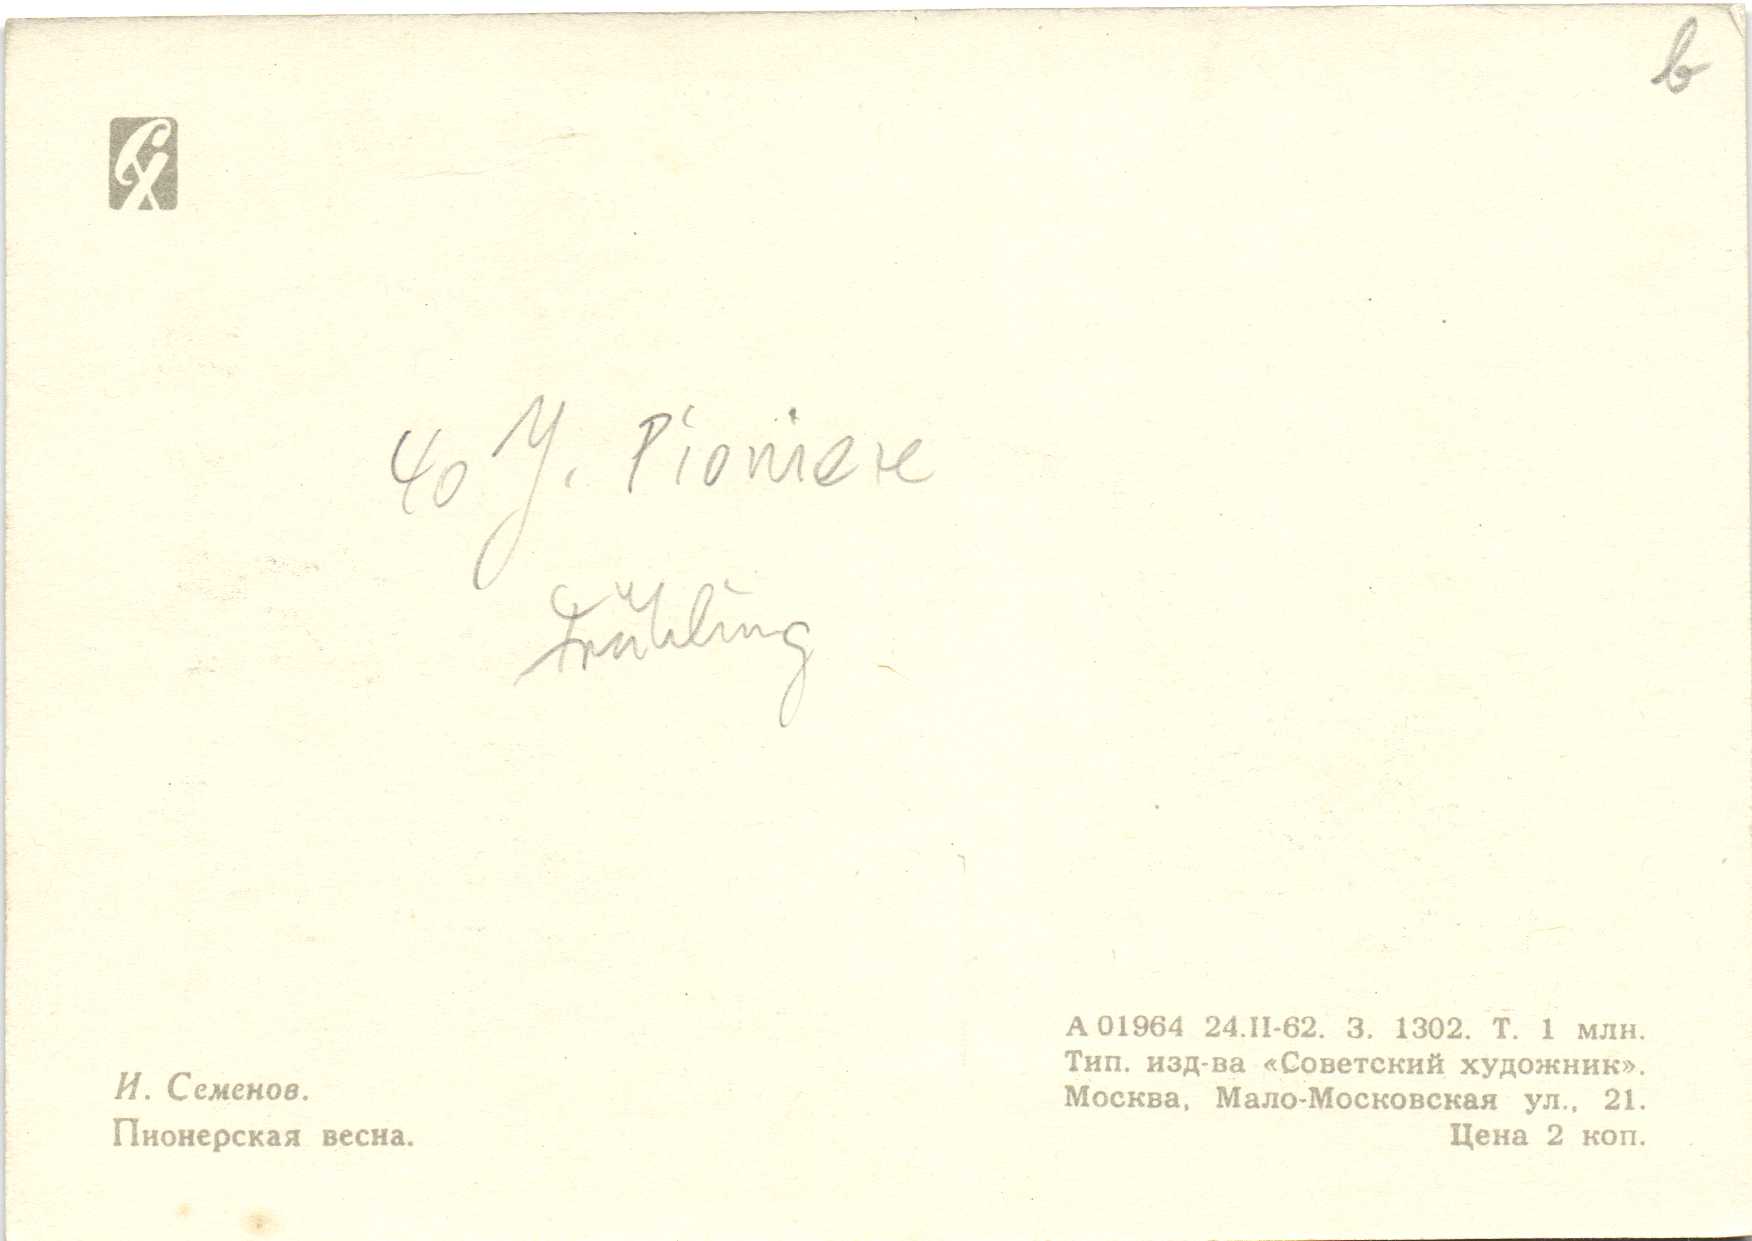 b
СХ
40 J. Pioniere
Frühling
И. Семенов.
Пионерская весна.
А 01964 24.II-62. З. 1302. Т. 1 млн.
Тип. изд-ва «Советский художник».
Москва, Мало-Московская ул., 21.
Цена 2 коп.